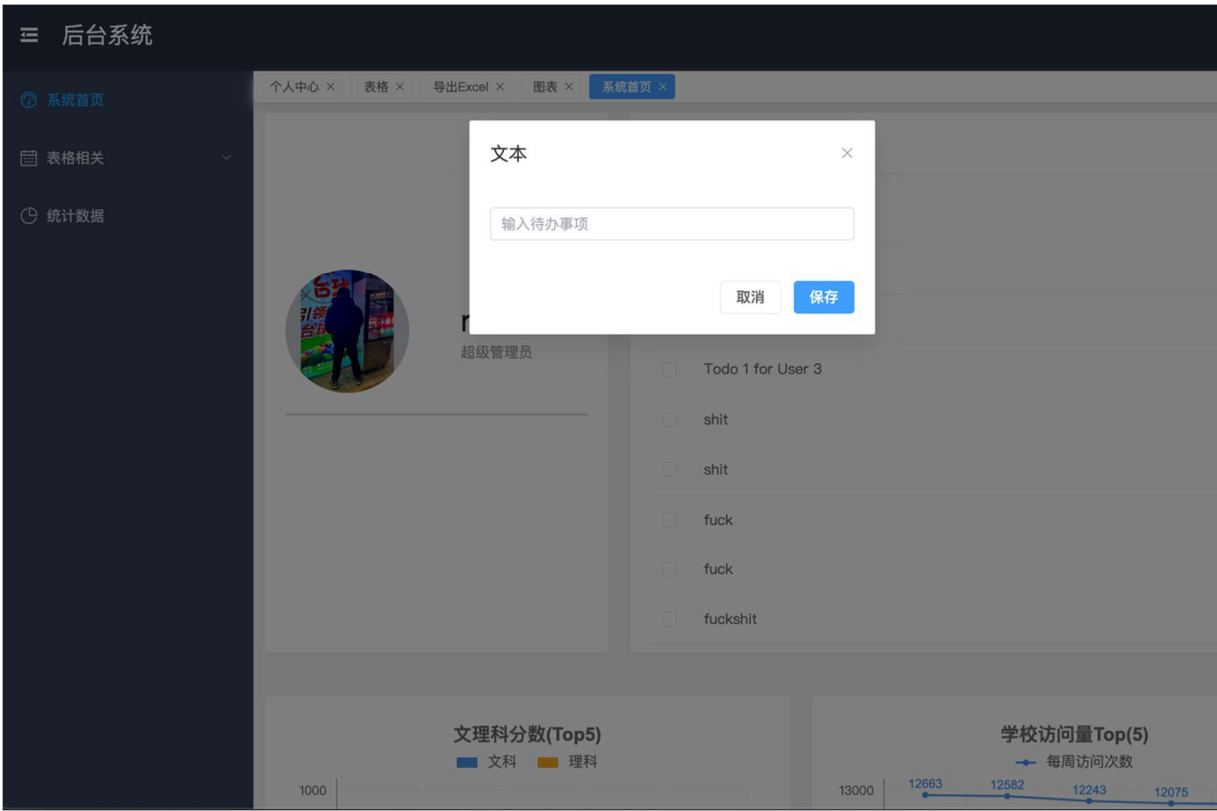 后台系统
系统首页
表格相关
统计数据
个人中心 × 表格 × 导出Excel × 图表 × 系统首页 ×
文本
输入待办事项
取消 保存
超级管理员
Todo 1 for User 3
shit
shit
fuck
fuck
fuckshit
文理科分数(Top5)
文科 理科
1000
学校访问量Top(5)
每周访问次数
13000
12663 12582 12243 12075